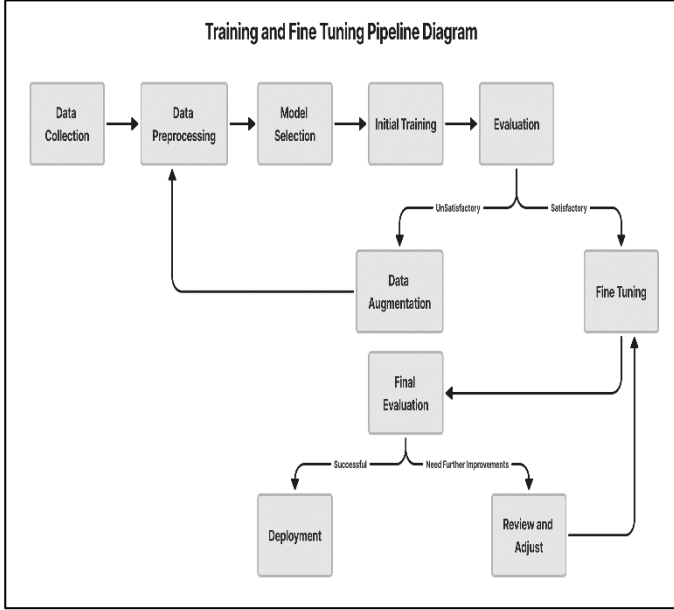 Training and Fine Tuning Pipeline Diagram
Data
Collection
Data
Preprocessing
Model
Selection
Initial Training
Evaluation
UnSatisfactory
Satisfactory
Data
Augmentation
Fine Tuning
Final
Evaluation
Successful
Need Further Improvements
Deployment
Review and
Adjust